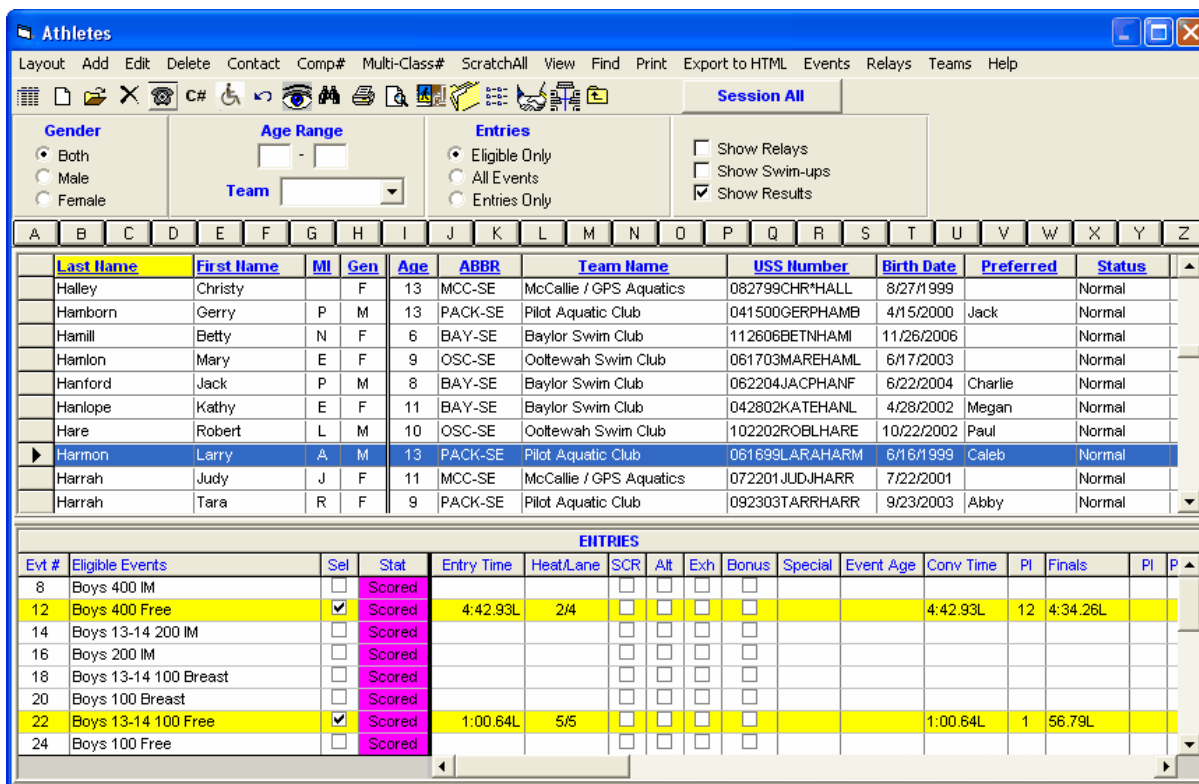 Athletes
Layout Add Edit Delete Contact Comp# Multi-Class# ScratchAll View Find Print Export to HTML Events Relays Teams Help
C# Session All
Gender Age Range Entries
Both - Eligible Only Show Relays
Male All Events Show Swim-ups
Team
Female Entries Only Show Results
A B C D E F G H I J K L M N O P Q R S T U V W X Y Z
Last Name First Name MI Gen Age ABBR Team Name USS Number Birth Date Preferred Status
Halley Christy F 13 MCC-SE McCallie / GPS Aquatics 082799CHR*HALL 8/27/1999 Normal
Hamborn Gerry P M 13 PACK-SE Pilot Aquatic Club 041500GERPHAMB 4/15/2000 Jack Normal
Hamill Betty N F 6 BAY-SE Baylor Swim Club 112606BETNHAMI 11/26/2006 Normal
Hamlon Mary E F 9 OSC-SE Ooltewah Swim Club 061703MAREHAML 6/17/2003 Normal
Hanford Jack P M 8 BAY-SE Baylor Swim Club 062204JACPHANF 6/22/2004 Charlie Normal
Hanlope Kathy E F 11 BAY-SE Baylor Swim Club 042802KATEHANL 4/28/2002 Megan Normal
Hare Robert L M 10 OSC-SE Ooltewah Swim Club 102202ROBLHARE 10/22/2002 Paul Normal
Harmon Larry A M 13 PACK-SE Pilot Aquatic Club 061699LARAHARM 6/16/1999 Caleb Normal
Harrah Judy J F 11 MCC-SE McCallie / GPS Aquatics 072201JUDJHARR 7/22/2001 Normal
Harrah Tara R F 9 PACK-SE Pilot Aquatic Club 092303TARRHARR 9/23/2003 Abby Normal
ENTRIES
Evt # Eligible Events Sel Stat Entry Time Heat/Lane SCR Alt Exh Bonus Special Event Age Conv Time Pl Finals Pl P
8 Boys 400 IM Scored
12 Boys 400 Free Scored 4:42.93L 2/4 4:42.93L 12 4:34.26L
14 Boys 13-14 200 IM Scored
16 Boys 200 IM Scored
18 Boys 13-14 100 Breast Scored
20 Boys 100 Breast Scored
22 Boys 13-14 100 Free Scored 1:00.64L 5/5 1:00.64L 1 56.79L
24 Boys 100 Free Scored